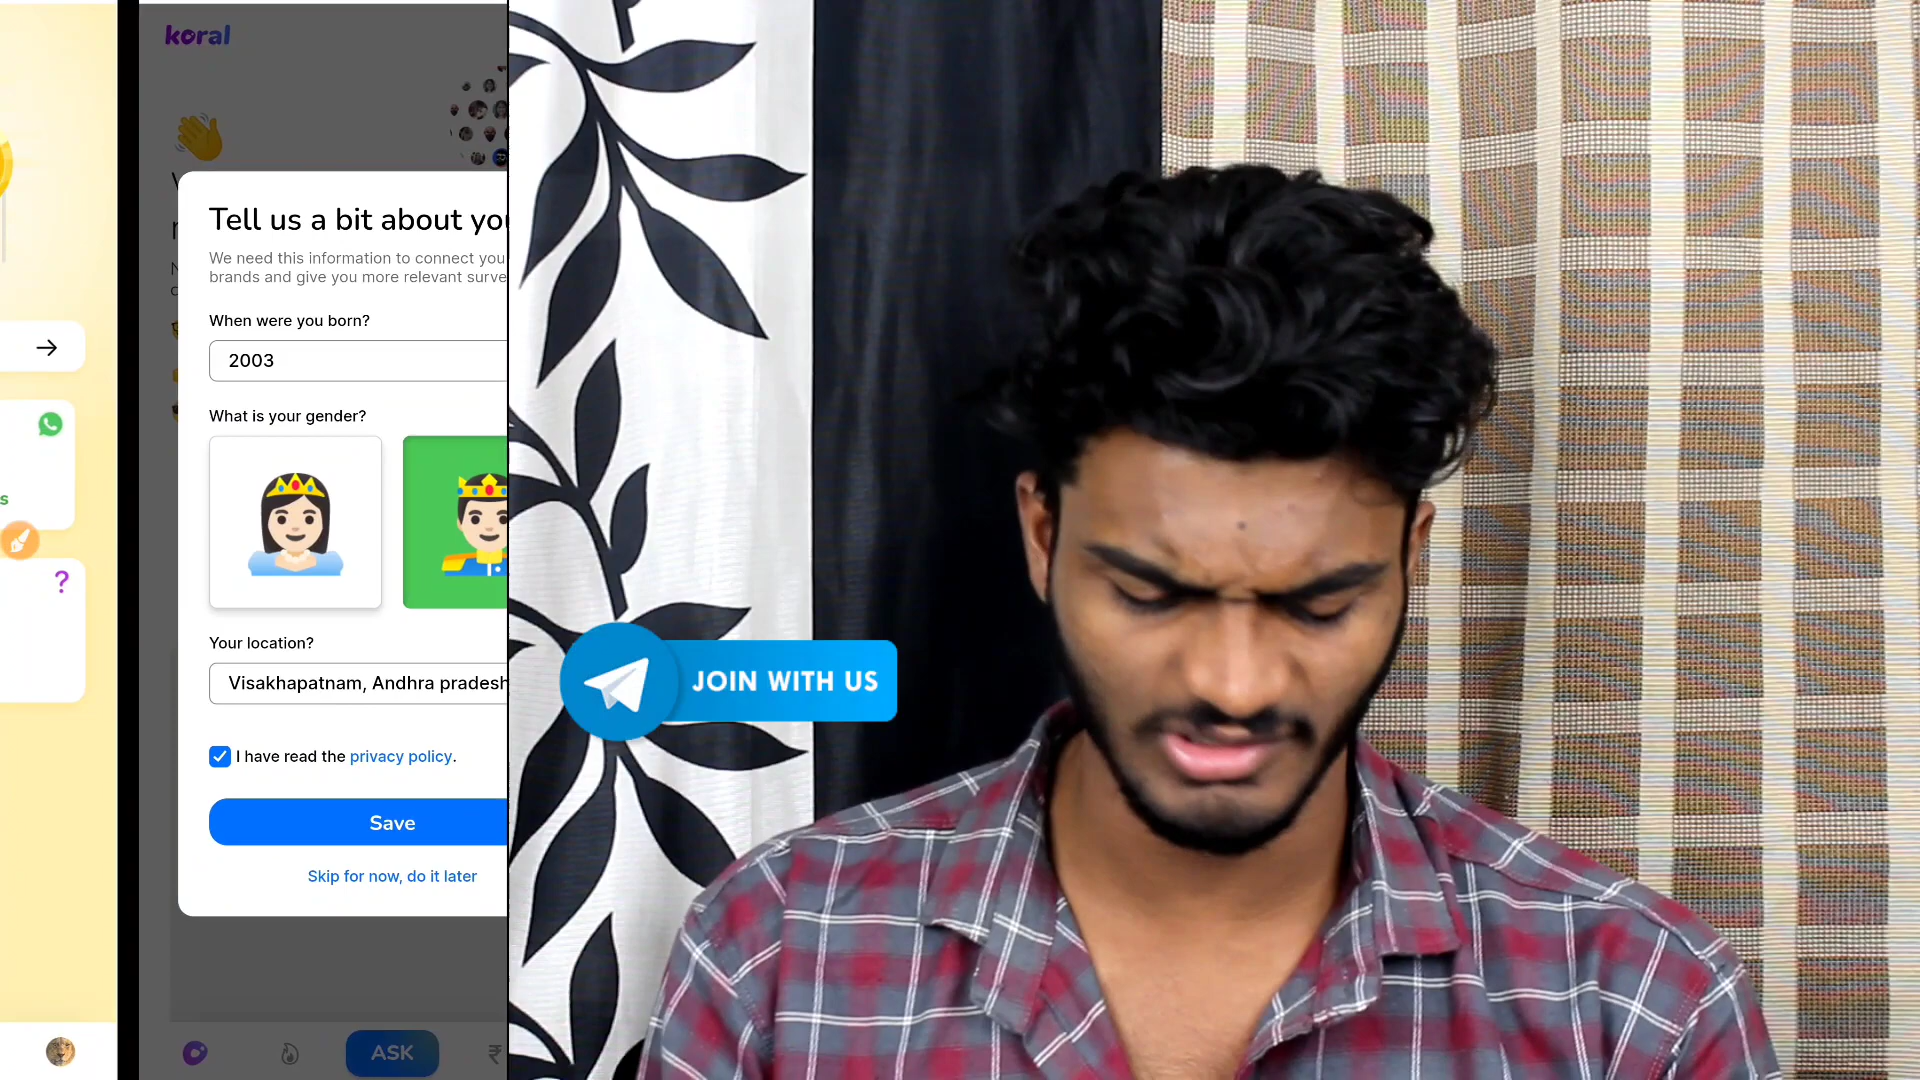 koral
Tell us a bit about
We need this information to connect you
brands and give you more relevant
When were you born?
2003
What is your gender?
s
?
Your location?
Visakhapatnam, Andhra pradesh
JOIN WITH US
I have read the privacy policy.
Save
Skip for now, do it later
ASK
₹